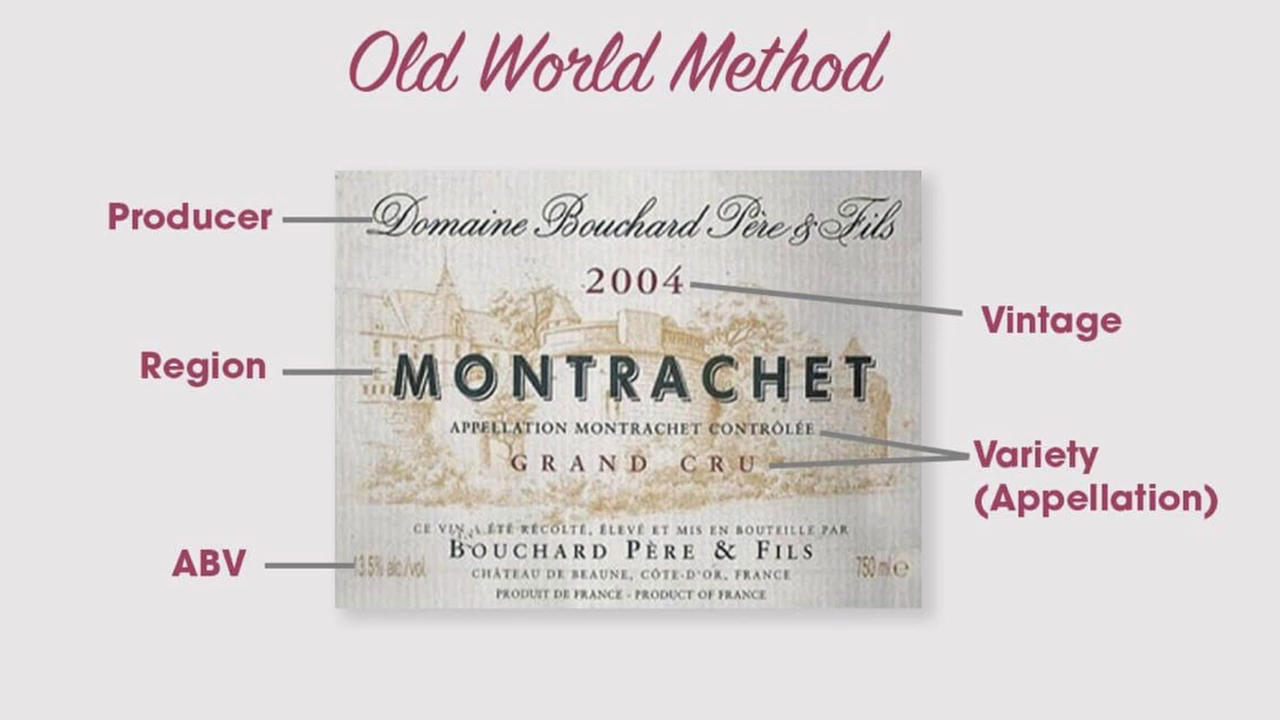 Old World Method
Producer
Domaine Bouchard Père & Fils
2004
Vintage
Region
MONTRACHET
APPELLATION MONTRACHET CONTRÔLÉE
GRAND CRU
Variety
(Appellation)
CE VIN A ÉTÉ RÉCOLTÉ, ÉLEVÉ ET MIS EN BOUTEILLE PAR
BOUCHARD PÈRE & FILS
ABV
13.5% alc./vol.
CHÂTEAU DE BEAUNE, CÔTE-D'OR, FRANCE
750 ml e
PRODUIT DE FRANCE - PRODUCT OF FRANCE